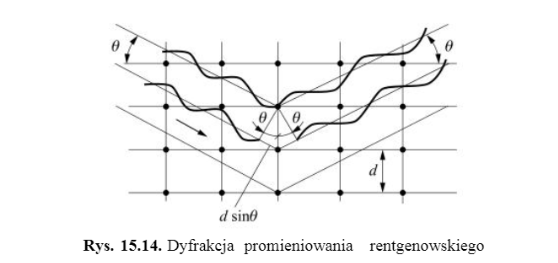 θ
θ
θ
θ
d
d sinθ
Rys. 15.14. Dyfrakcja promieniowania rentgenowskiego